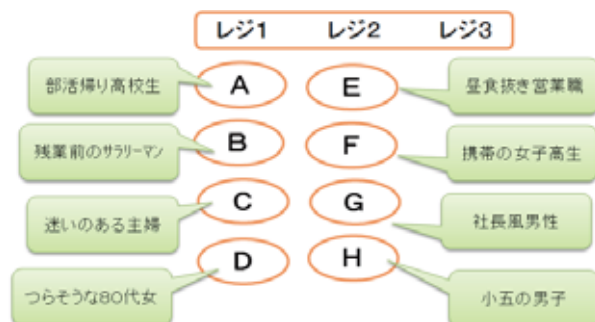 レジ1 レジ2 レジ3
部活帰り高校生 A E 昼食抜き営業職
残業前のサラリーマン B F 携帯の女子高生
迷いのある主婦 C G 社長風男性
つらそうな80代女 D H 小五の男子